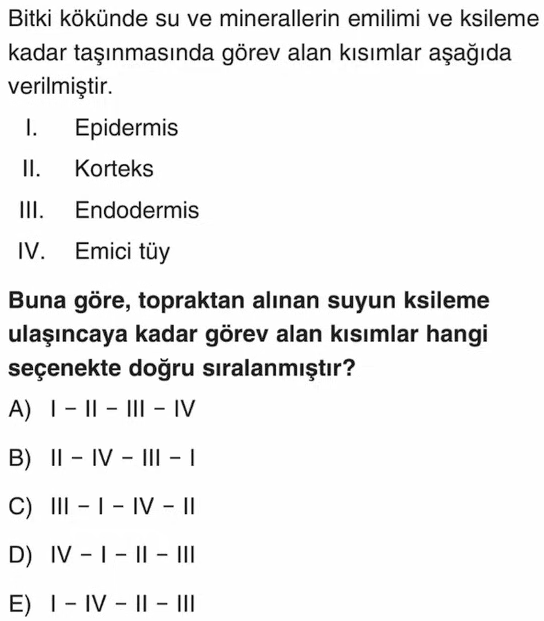 Bitki kökünde su ve minerallerin emilimi ve ksileme
kadar taşınmasında görev alan kısımlar aşağıda
verilmiştir.
I. Epidermis
II. Korteks
III. Endodermis
IV. Emici tüy
Buna göre, topraktan alınan suyun ksileme
ulaşıncaya kadar görev alan kısımlar hangi
seçenekte doğru sıralanmıştır?
A) I – II – III – IV
B) II – IV – III – I
C) III – I – IV – II
D) IV – I – II – III
E) I – IV – II – III